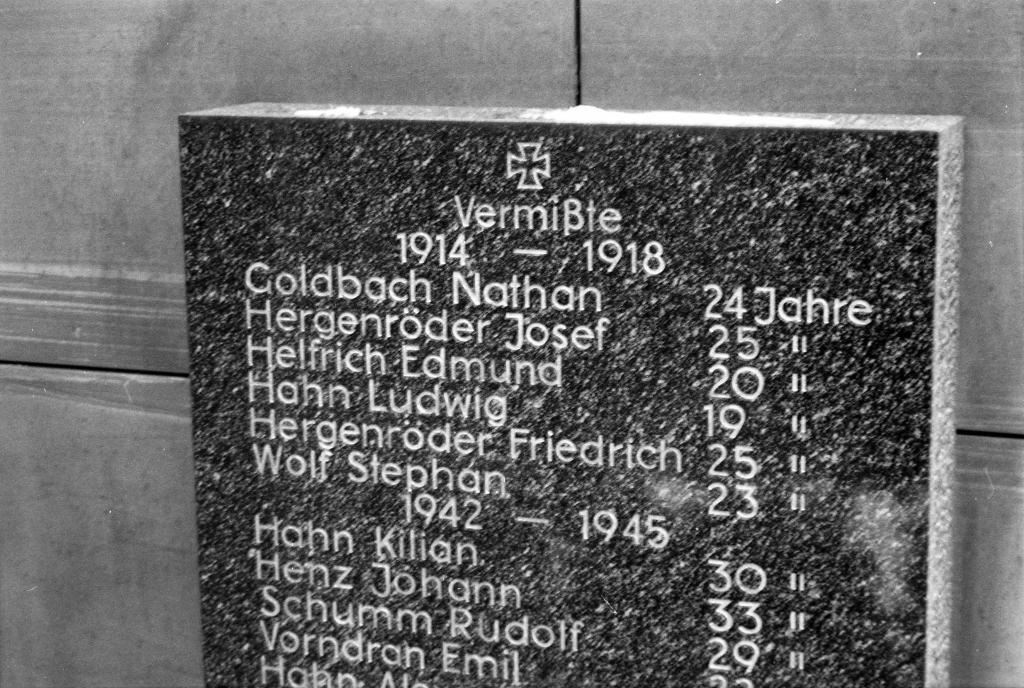 Vermißte
1914 – 1918
Goldbach Nathan 24 Jahre
Hergenröder Josef 25 "
Helfrich Edmund 20 "
Hahn Ludwig 19 "
Hergenröder Friedrich 25 "
Wolf Stephan 23 "
1942 – 1945
Hahn Kilian 30 "
Henz Johann 33 "
Schumm Rudolf 29 "
Vorndran Emil
Hahn